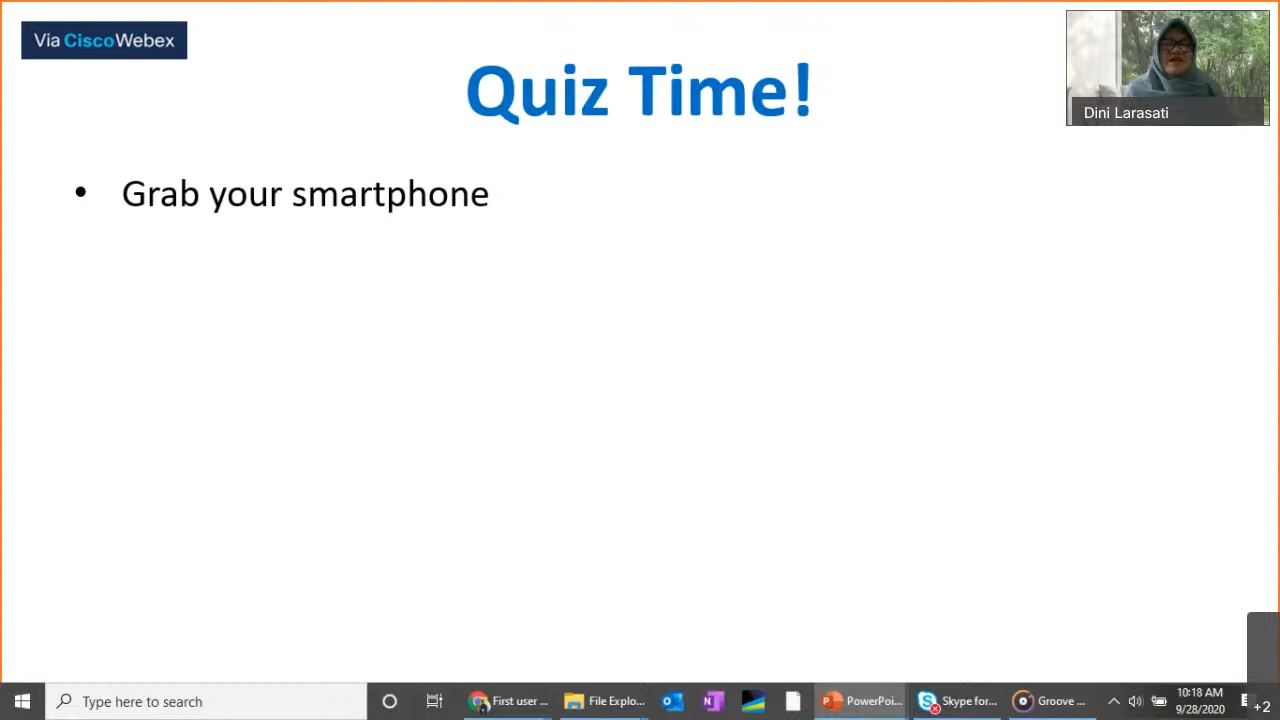 Via CiscoWebex
Quiz Time!
Dini Larasati
• Grab your smartphone
Type here to search
First user ...
File Explo...
PowerPoi...
Skype for...
Groove ...
10:18 AM
9/28/2020
+2